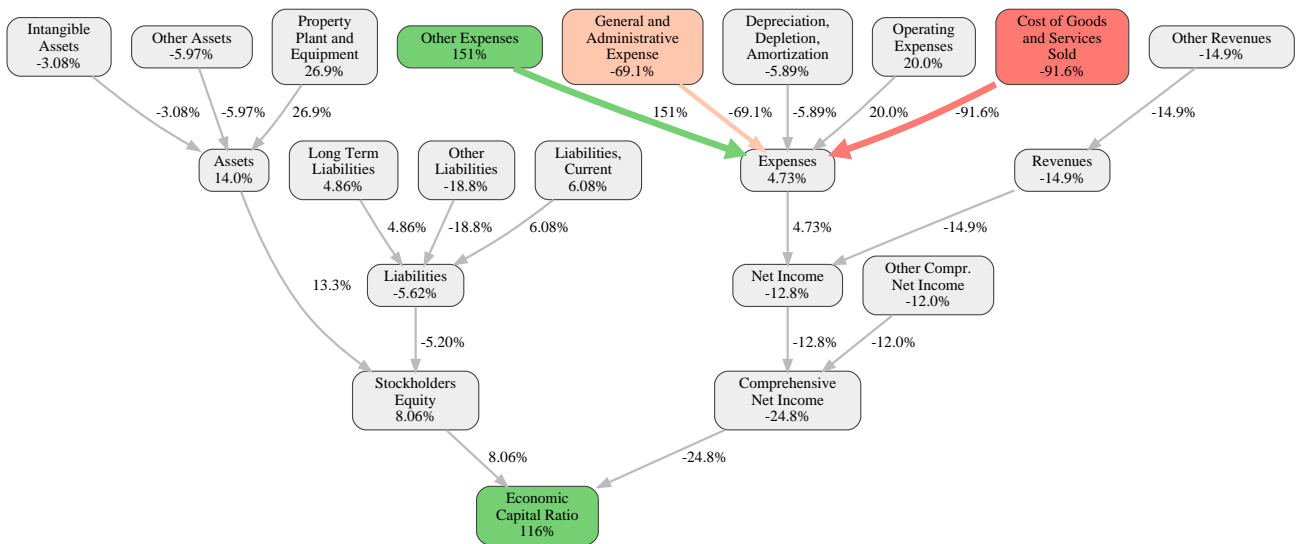 Intangible
Assets
-3.08%
Other Assets
-5.97%
Property
Plant and
Equipment
26.9%
Other Expenses
151%
General and
Administrative
Expense
-69.1%
Depreciation,
Depletion,
Amortization
-5.89%
Operating
Expenses
20.0%
Cost of Goods
and Services
Sold
-91.6%
Other Revenues
-14.9%
-3.08%
-5.97%
26.9%
151%
-69.1%
-5.89%
20.0%
-91.6%
-14.9%
Assets
14.0%
Long Term
Liabilities
4.86%
Other
Liabilities
-18.8%
Liabilities,
Current
6.08%
Expenses
4.73%
Revenues
-14.9%
4.86%
-18.8%
6.08%
4.73%
-14.9%
13.3%
Liabilities
-5.62%
Net Income
-12.8%
Other Compr.
Net Income
-12.0%
-5.20%
-12.8%
-12.0%
Stockholders
Equity
8.06%
Comprehensive
Net Income
-24.8%
8.06%
-24.8%
Economic
Capital Ratio
116%